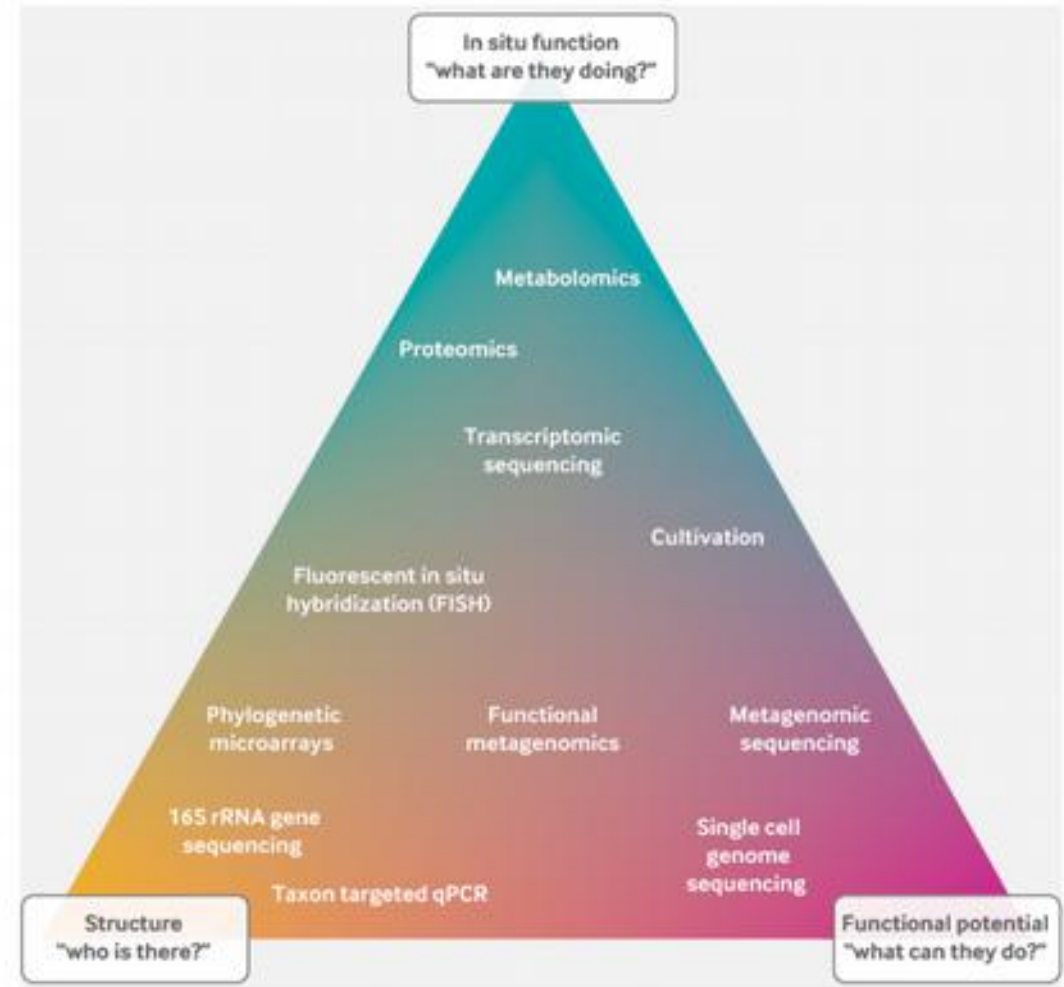 In situ function
"what are they doing?"
Metabolomics
Proteomics
Transcriptomic
sequencing
Cultivation
Fluorescent in situ
hybridization (FISH)
Phylogenetic
microarrays
Functional
metagenomics
Metagenomic
sequencing
16S rRNA gene
sequencing
Single cell
genome
sequencing
Taxon targeted qPCR
Structure
"who is there?"
Functional potential
"what can they do?"